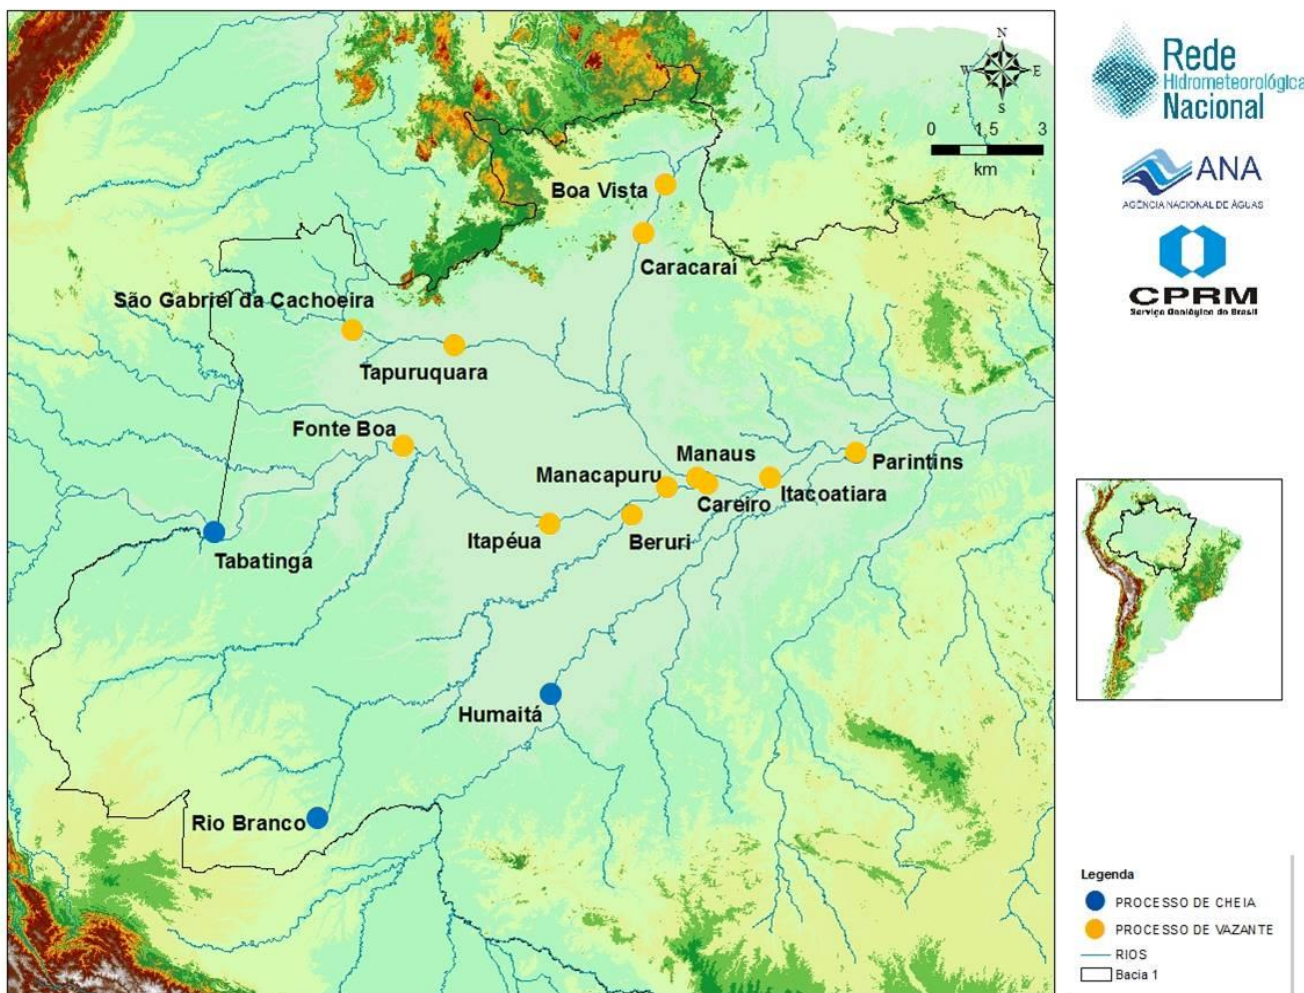 N
W
E
S
0
1,5
3
km
Boa Vista
Caracaraí
São Gabriel da Cachoeira
Tapuruquara
Fonte Boa
Manaus
Parintins
Manacapuru
Careiro
Itacoatiara
Itapéua
Beruri
Tabatinga
Humaitá
Rio Branco
Rede
Hidrometeorológica
Nacional
ANA
AGÊNCIA NACIONAL DE ÁGUAS
CPRM
Serviço Geológico do Brasil
Legenda
PROCESSO DE CHEIA
PROCESSO DE VAZANTE
RIOS
Bacia 1